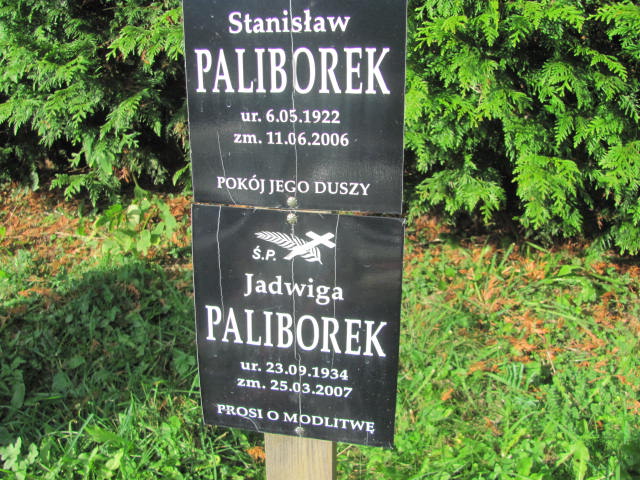 Stanisław
PALIBOREK
ur. 6.05.1922
zm. 11.06.2006
POKÓJ JEGO DUSZY
Ś.P.
Jadwiga
PALIBOREK
ur. 23.09.1934
zm. 25.03.2007
PROSI O MODLITWĘ